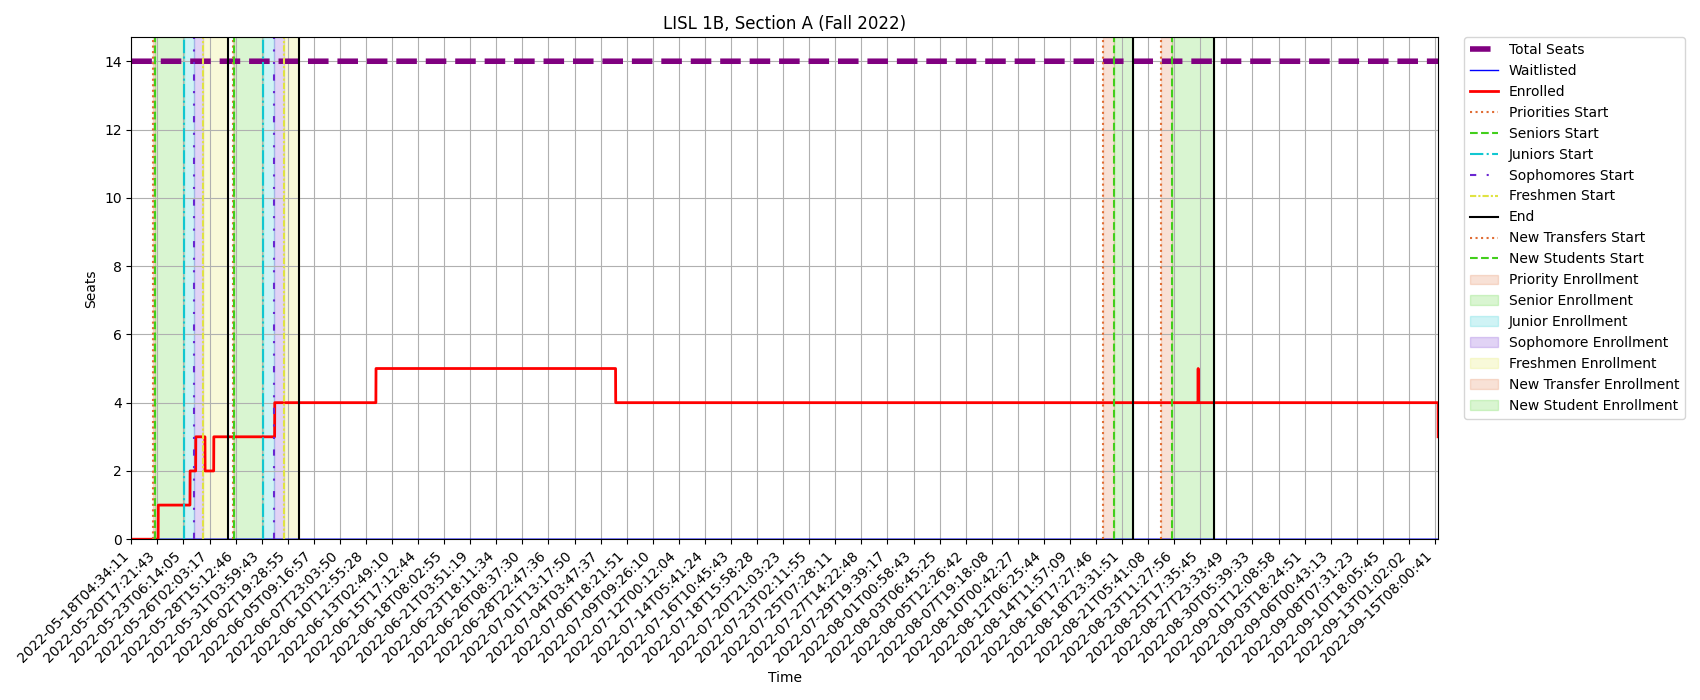 LISL 1B, Section A (Fall 2022)
Seats
14
12
10
8
6
4
2
0
2022-05-18T04:34:11
2022-05-20T17:21:43
2022-05-23T06:14:05
2022-05-26T02:03:17
2022-05-28T15:12:46
2022-05-31T03:59:43
2022-06-02T19:28:55
2022-06-05T09:16:57
2022-06-07T23:03:50
2022-06-10T12:55:28
2022-06-13T02:49:10
2022-06-15T17:12:44
2022-06-18T08:02:55
2022-06-21T03:51:19
2022-06-23T18:11:34
2022-06-26T08:37:30
2022-06-28T22:47:36
2022-07-01T13:17:50
2022-07-04T03:47:37
2022-07-06T18:21:51
2022-07-09T09:26:10
2022-07-12T00:12:04
2022-07-14T05:41:24
2022-07-16T10:45:43
2022-07-18T15:58:28
2022-07-20T21:03:23
2022-07-23T02:11:55
2022-07-25T07:28:11
2022-07-27T14:22:48
2022-07-29T19:39:17
2022-08-01T00:58:43
2022-08-03T06:45:25
2022-08-05T12:26:42
2022-08-07T19:18:08
2022-08-10T00:42:27
2022-08-12T06:25:44
2022-08-14T11:57:09
2022-08-16T17:27:46
2022-08-18T23:31:51
2022-08-21T05:41:08
2022-08-23T11:27:56
2022-08-25T17:35:45
2022-08-27T23:33:49
2022-08-30T05:39:33
2022-09-01T12:08:58
2022-09-03T18:24:51
2022-09-06T00:43:13
2022-09-08T07:31:23
2022-09-10T18:05:45
2022-09-13T01:02:02
2022-09-15T08:00:41
Time
Total Seats
Waitlisted
Enrolled
Priorities Start
Seniors Start
Juniors Start
Sophomores Start
Freshmen Start
End
New Transfers Start
New Students Start
Priority Enrollment
Senior Enrollment
Junior Enrollment
Sophomore Enrollment
Freshmen Enrollment
New Transfer Enrollment
New Student Enrollment